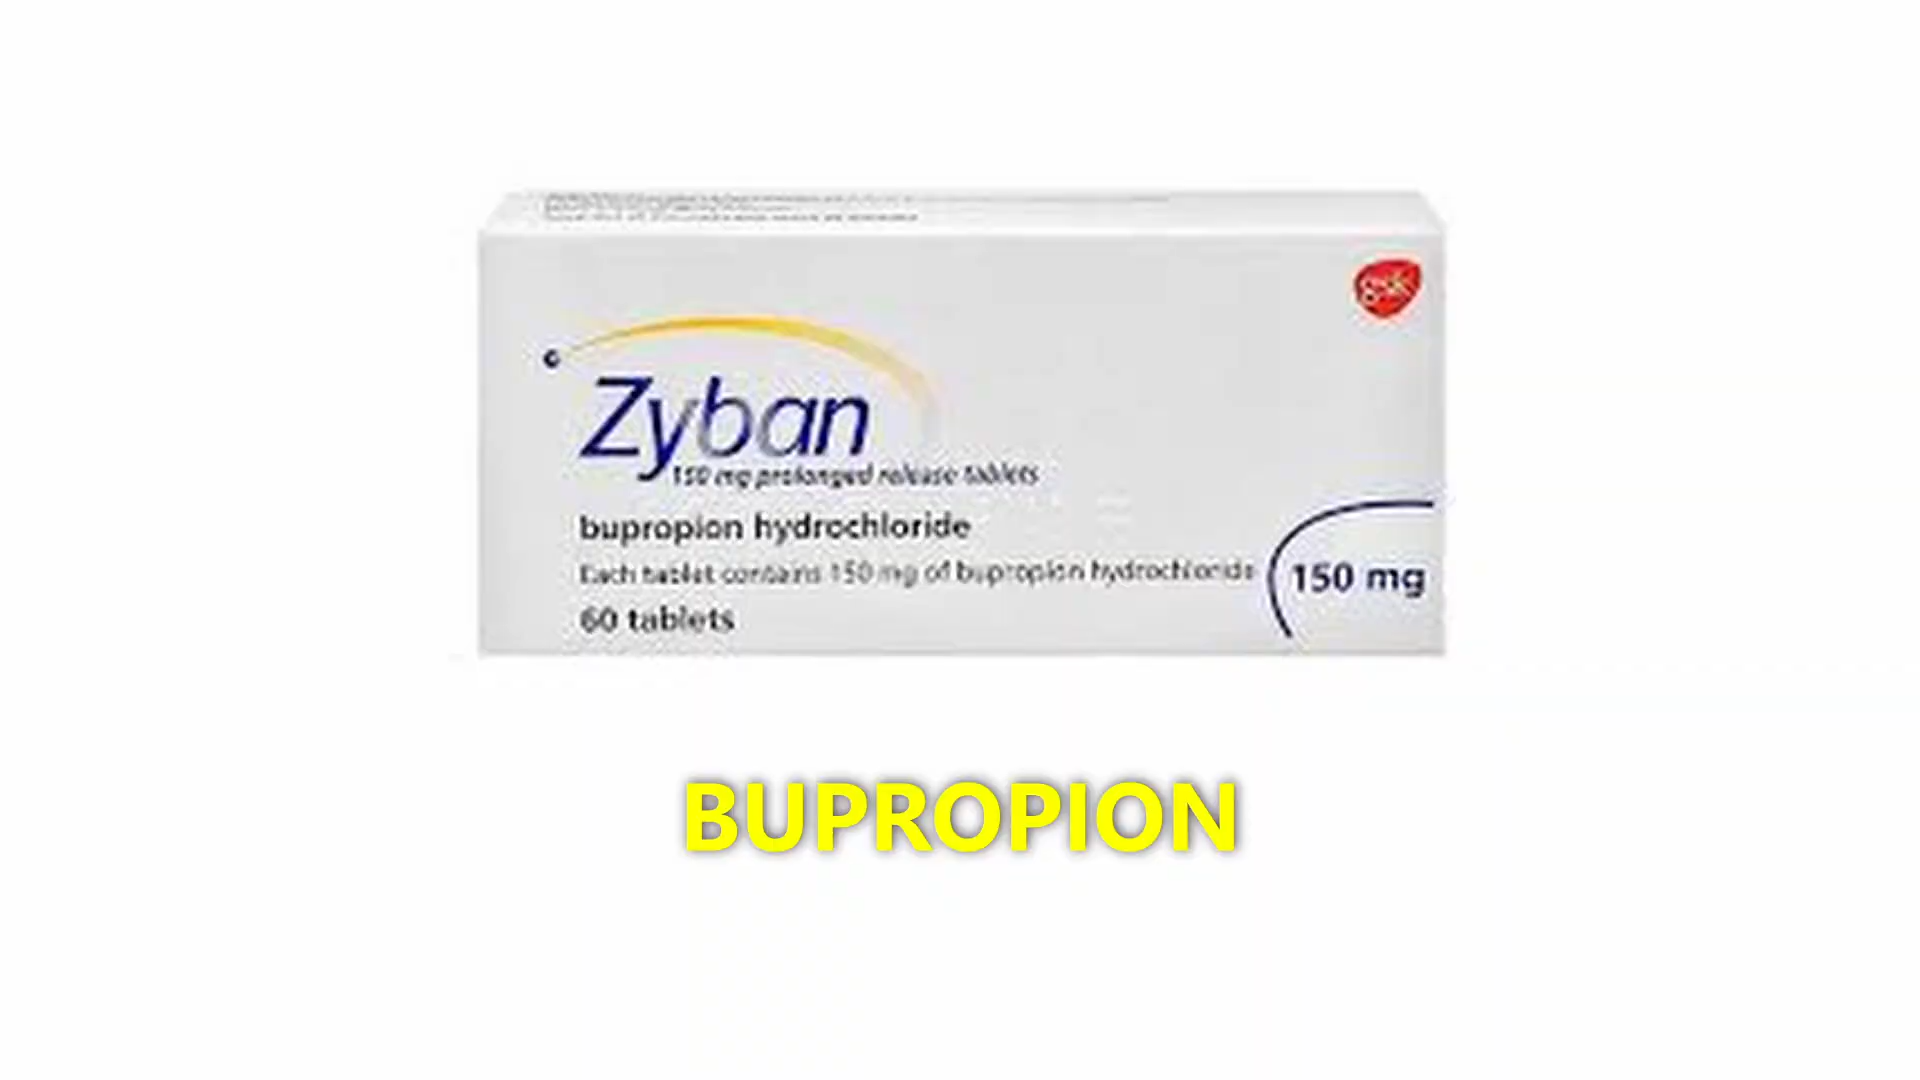 gsk
Zyban
150 mg prolonged release tablets
bupropion hydrochloride
Each tablet contains 150 mg of bupropion hydrochloride
150 mg
60 tablets
BUPROPION